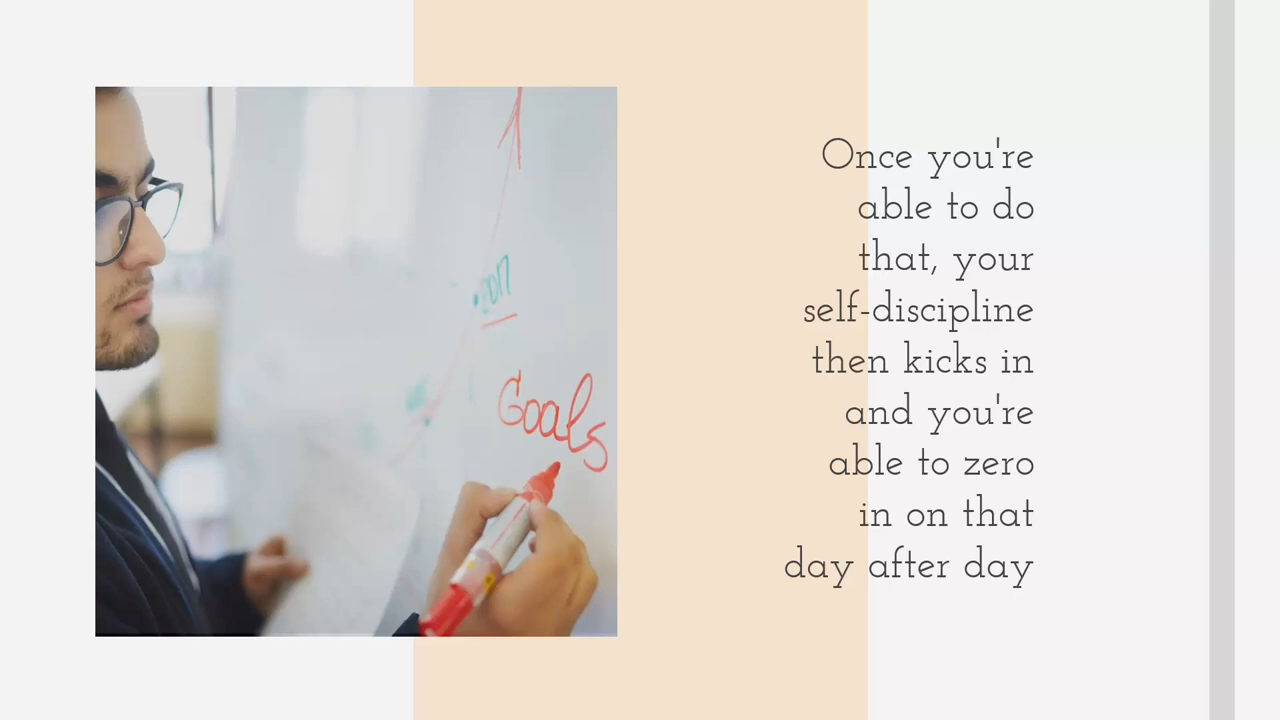 Goals
Once you're
able to do
that, your
self-discipline
then kicks in
and you're
able to zero
in on that
day after day